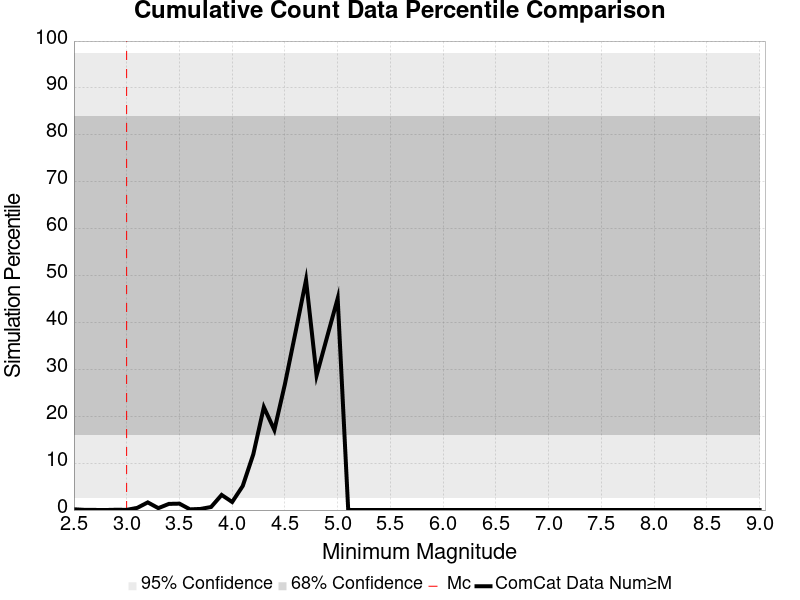 Cumulative Count Data Percentile Comparison
100
90
80
70
60
50
40
30
20
10
0
Simulation Percentile
2.5 3.0 3.5 4.0 4.5 5.0 5.5 6.0 6.5 7.0 7.5 8.0 8.5 9.0
Minimum Magnitude
95% Confidence 68% Confidence Mc ComCat Data Num≥M